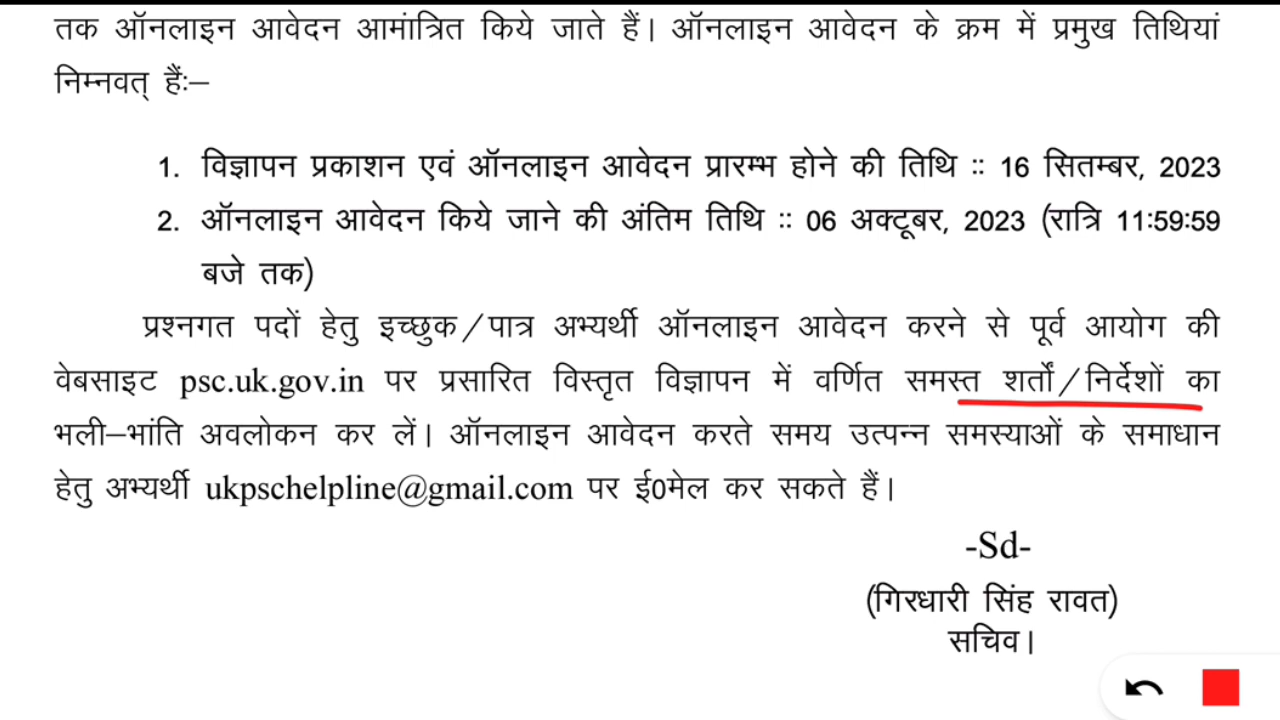 तक ऑनलाइन आवेदन आमांत्रित किये जाते हैं। ऑनलाइन आवेदन के क्रम में प्रमुख तिथियां
निम्नवत् हैंः–
1. विज्ञापन प्रकाशन एवं ऑनलाइन आवेदन प्रारम्भ होने की तिथि :: 16 सितम्बर, 2023
2. ऑनलाइन आवेदन किये जाने की अंतिम तिथि :: 06 अक्टूबर, 2023 (रात्रि 11:59:59
बजे तक)
प्रश्नगत पदों हेतु इच्छुक/पात्र अभ्यर्थी ऑनलाइन आवेदन करने से पूर्व आयोग की
वेबसाइट psc.uk.gov.in पर प्रसारित विस्तृत विज्ञापन में वर्णित समस्त शर्तों/निर्देशों का
भली–भांति अवलोकन कर लें। ऑनलाइन आवेदन करते समय उत्पन्न समस्याओं के समाधान
हेतु अभ्यर्थी ukpschelpline@gmail.com पर ई0मेल कर सकते हैं।
-Sd-
(गिरधारी सिंह रावत)
सचिव।